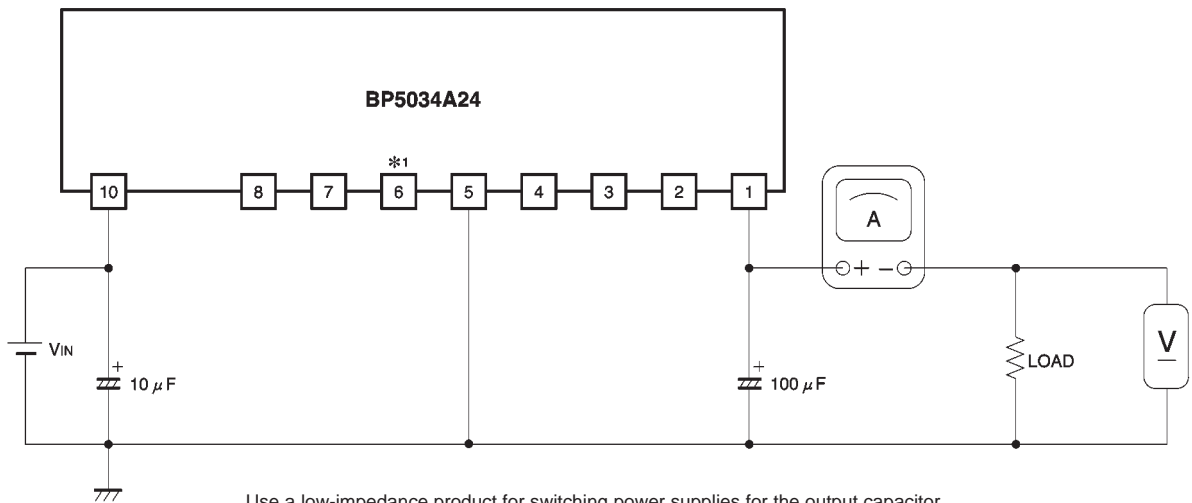 BP5034A24
*1
10 8 7 6 5 4 3 2 1
A
+ −
VIN
+
10 μF
+
100 μF
LOAD
V
Use a low-impedance product for switching power supplies for the output capacitor.